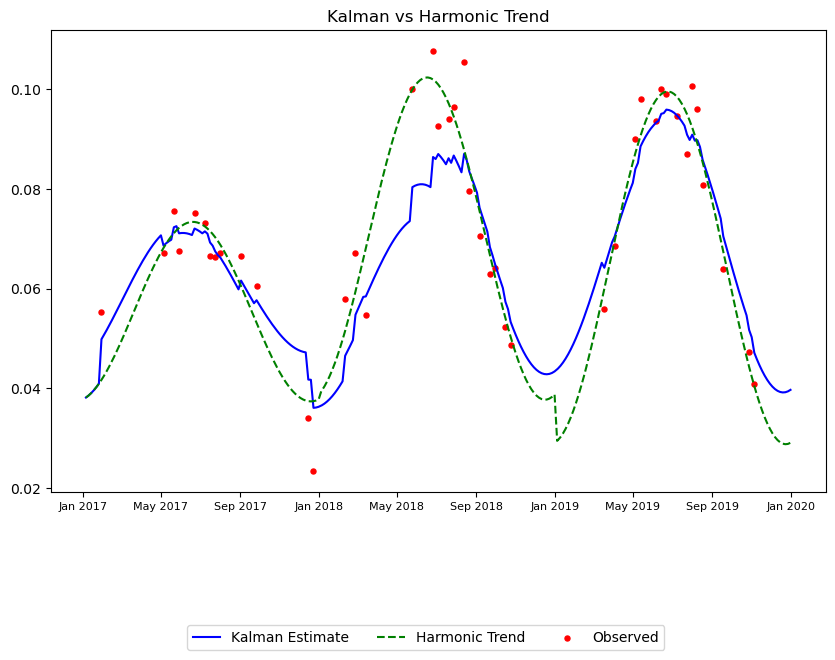 Kalman vs Harmonic Trend
0.10
0.08
0.06
0.04
0.02
Jan 2017 May 2017 Sep 2017 Jan 2018 May 2018 Sep 2018 Jan 2019 May 2019 Sep 2019 Jan 2020
Kalman Estimate Harmonic Trend Observed